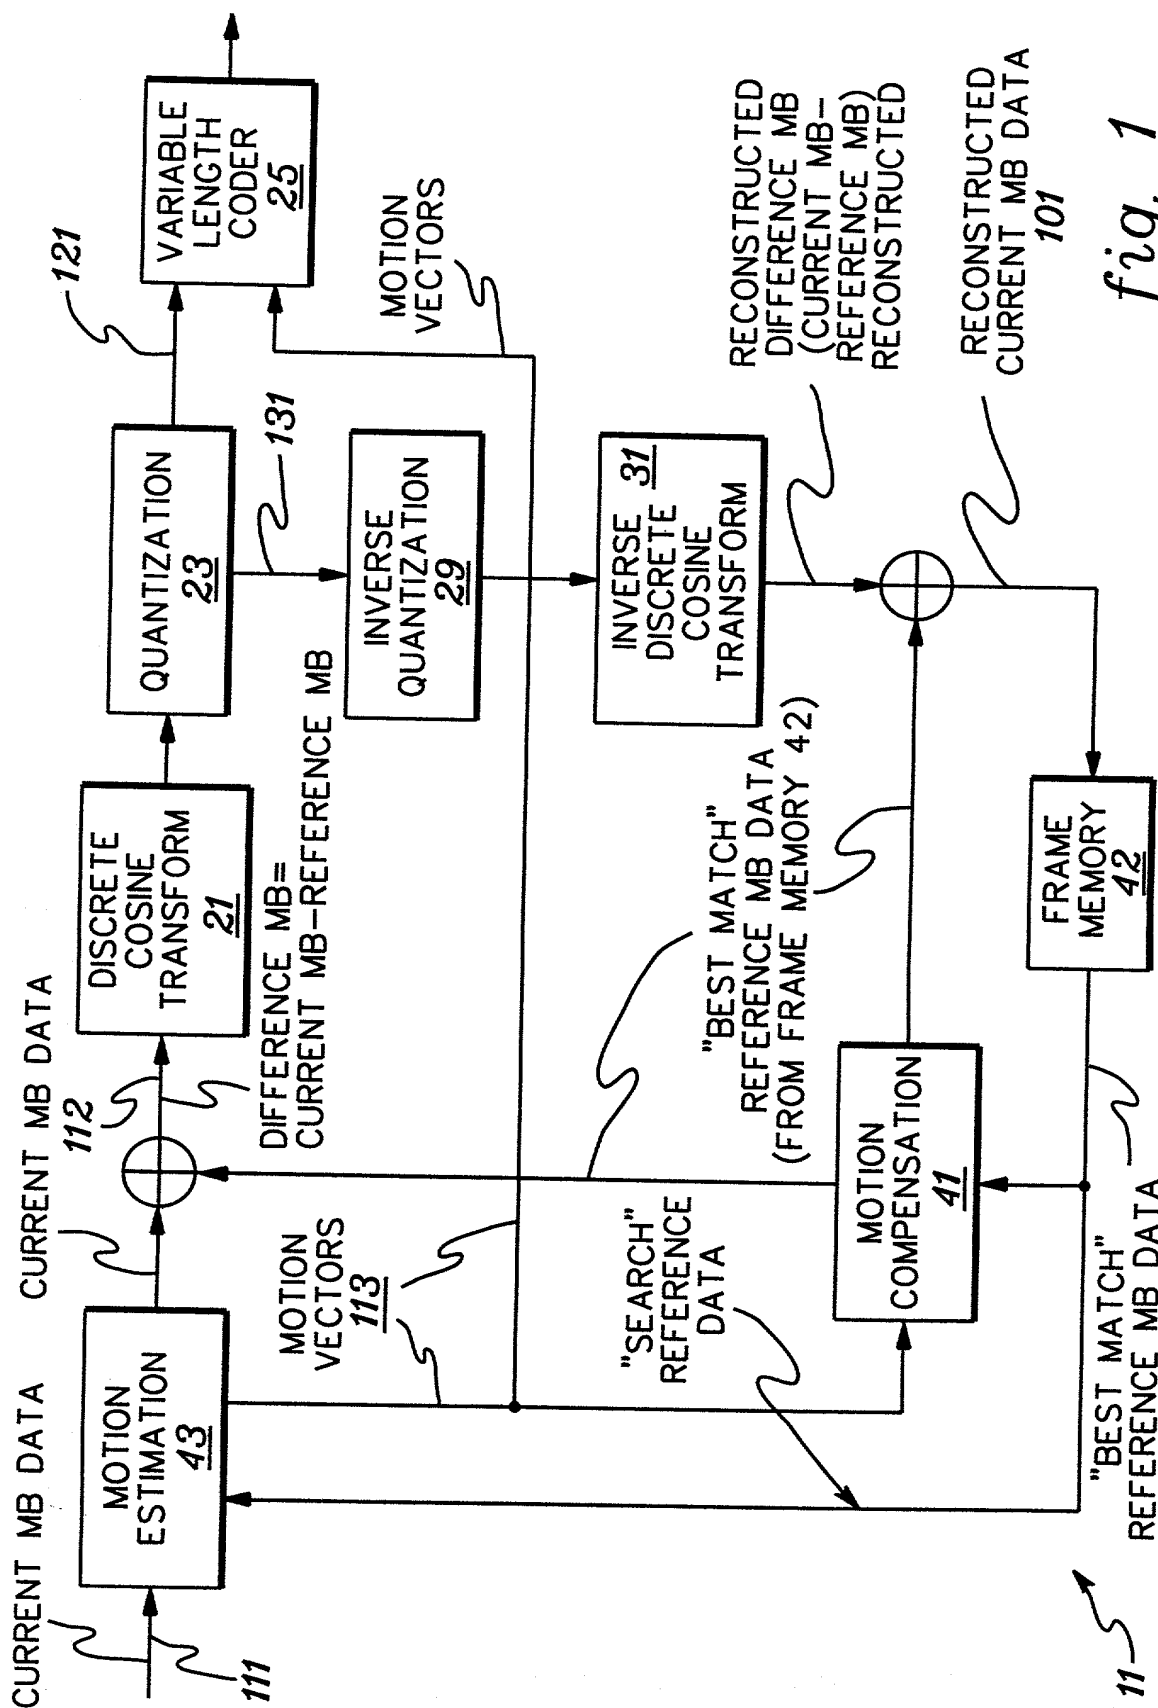 CURRENT MB DATA
111
MOTION
ESTIMATION
43
CURRENT MB DATA
112
DIFFERENCE MB=
CURRENT MB-REFERENCE MB
DISCRETE
COSINE
TRANSFORM
21
QUANTIZATION
23
121
VARIABLE
LENGTH
CODER
25
131
INVERSE
QUANTIZATION
29
MOTION
VECTORS
MOTION
VECTORS
113
"SEARCH"
REFERENCE
DATA
"BEST MATCH"
REFERENCE MB DATA
(FROM FRAME MEMORY 42)
INVERSE 31
DISCRETE
COSINE
TRANSFORM
RECONSTRUCTED
DIFFERENCE MB
(CURRENT MB-
REFERENCE MB)
RECONSTRUCTED
MOTION
COMPENSATION
41
FRAME
MEMORY
42
RECONSTRUCTED
CURRENT MB DATA
101
"BEST MATCH"
REFERENCE MB DATA
11
fig. 1